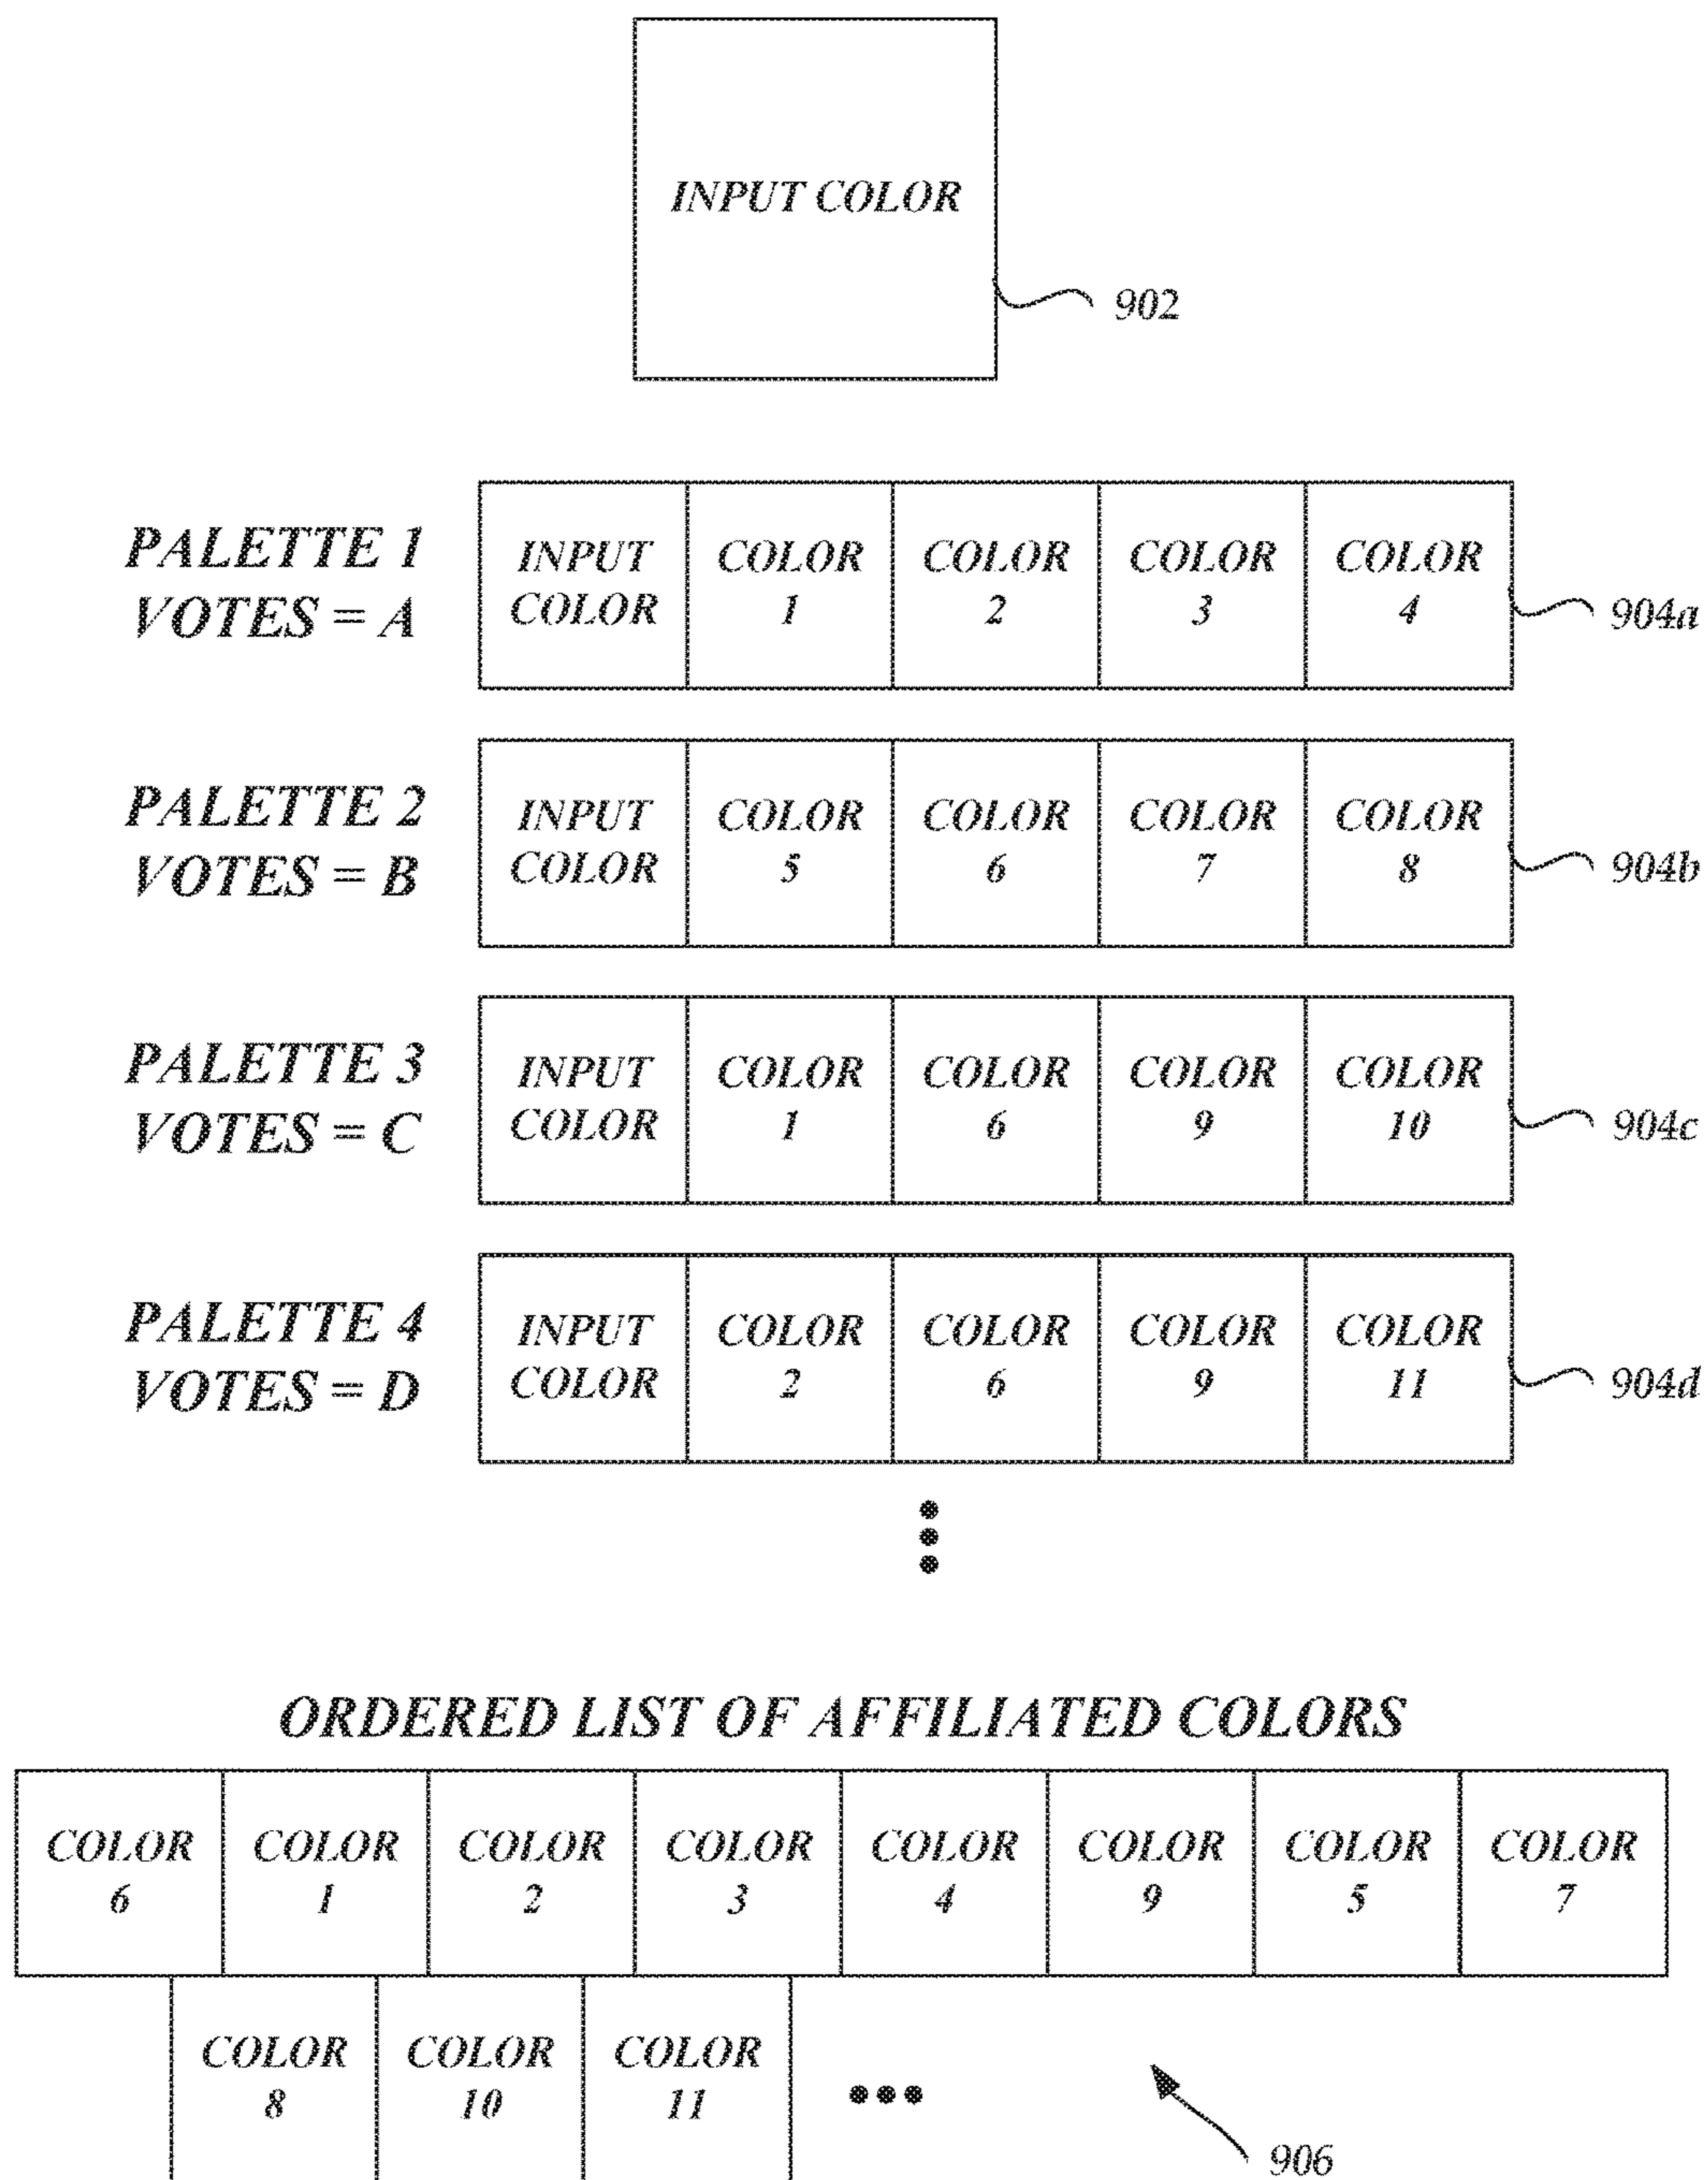 INPUT COLOR
902
PALETTE 1
VOTES = A
INPUT COLOR COLOR COLOR COLOR
COLOR 1 2 3 4
904a
PALETTE 2
VOTES = B
INPUT COLOR COLOR COLOR COLOR
COLOR 5 6 7 8
904b
PALETTE 3
VOTES = C
INPUT COLOR COLOR COLOR COLOR
COLOR 1 6 9 10
904c
PALETTE 4
VOTES = D
INPUT COLOR COLOR COLOR COLOR
COLOR 2 6 9 11
904d
ORDERED LIST OF AFFILIATED COLORS
COLOR COLOR COLOR COLOR COLOR COLOR COLOR COLOR
6 1 2 3 4 9 5 7
COLOR COLOR COLOR
8 10 11
906